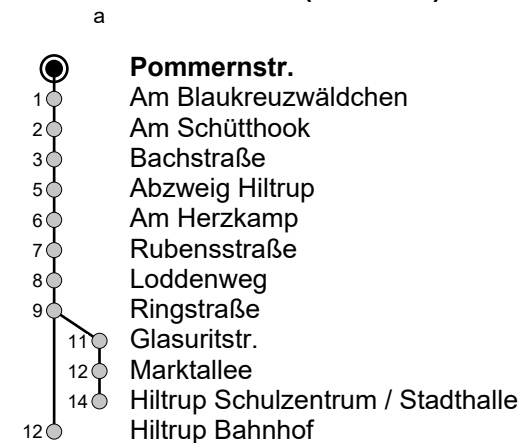 a
Pommernstr.
1 Am Blaukreuzwäldchen
2 Am Schütthook
3 Bachstraße
5 Abzweig Hiltrup
6 Am Herzkamp
7 Rubensstraße
8 Loddenweg
9 Ringstraße
11 Glasuritstr.
12 Marktallee
14 Hiltrup Schulzentrum / Stadthalle
12 Hiltrup Bahnhof